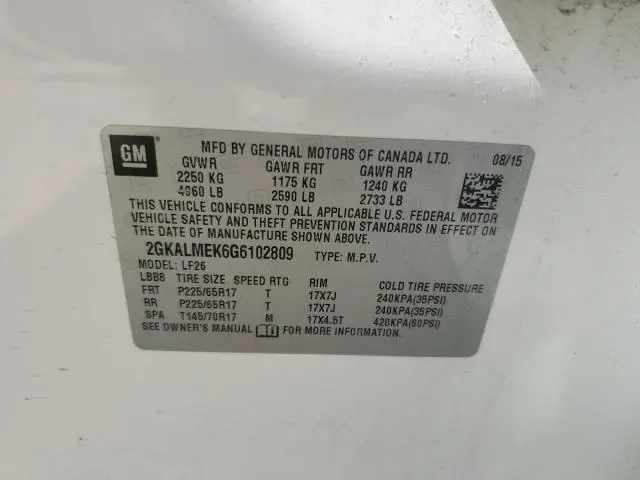 GM
MFD BY GENERAL MOTORS OF CANADA LTD. 08/15
GVWR GAWR FRT GAWR RR
2250 KG 1175 KG 1240 KG
4960 LB 2590 LB 2733 LB
THIS VEHICLE CONFORMS TO ALL APPLICABLE U.S. FEDERAL MOTOR
VEHICLE SAFETY AND THEFT PREVENTION STANDARDS IN EFFECT ON
THE DATE OF MANUFACTURE SHOWN ABOVE.
2GKALMEK6G6102809 TYPE: M.P.V.
MODEL: LF26
LBB8 TIRE SIZE SPEED RTG RIM COLD TIRE PRESSURE
FRT P225/65R17 T 17X7J 240KPA(35PSI)
RR P225/65R17 T 17X7J 240KPA(35PSI)
SPA T145/70R17 M 17X4.5T 420KPA(60PSI)
SEE OWNER'S MANUAL FOR MORE INFORMATION.